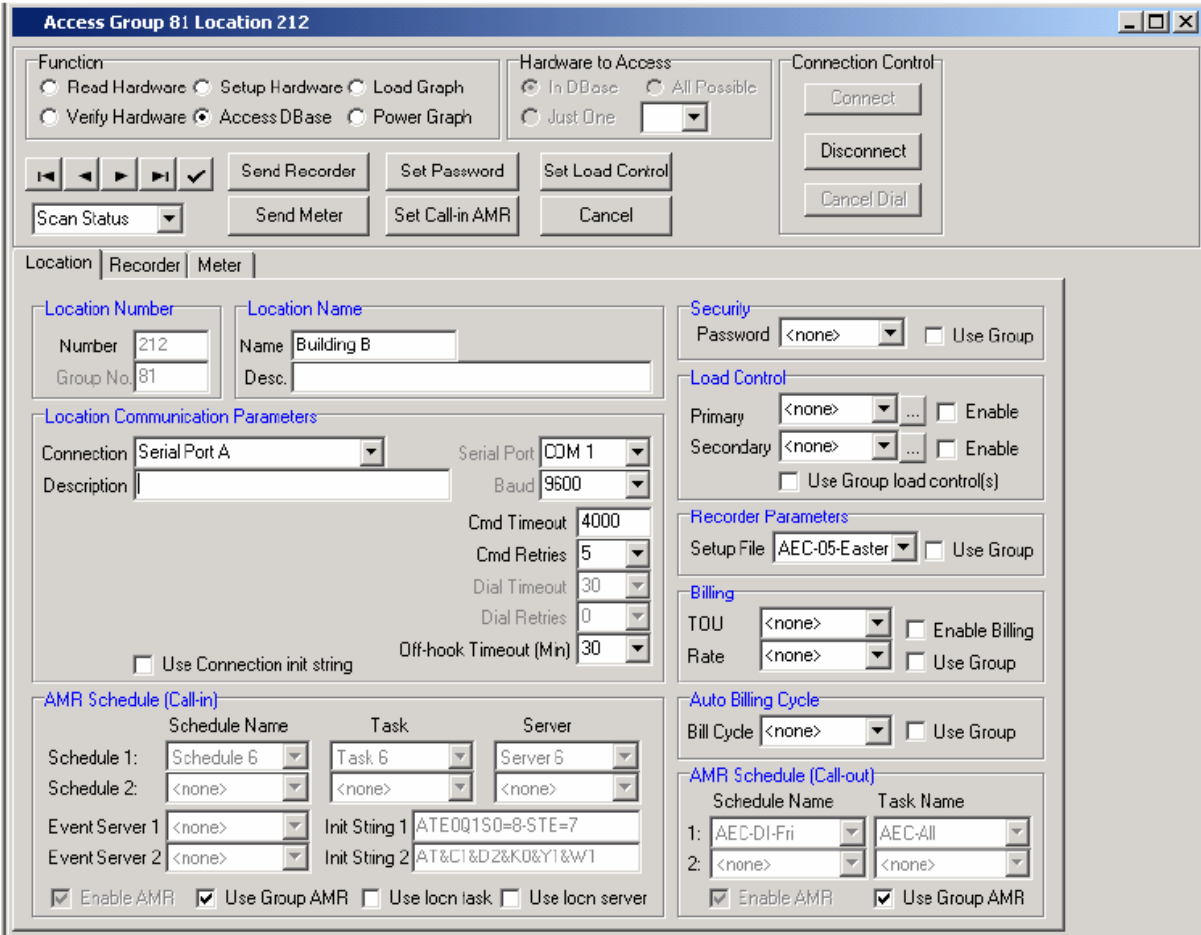 Access Group 81 Location 212
Function
Read Hardware Setup Hardware Load Graph
Verify Hardware Access DBase Power Graph
Hardware to Access
In DBase All Possible
Just One
Connection Control
Connect
Disconnect
Cancel Dial
Send Recorder Set Password Set Load Control
Scan Status Send Meter Set Call-in AMR Cancel
Location Recorder Meter
Location Number
Number 212
Group No. 81
Location Name
Name Building B
Desc.
Location Communication Parameters
Connection Serial Port A Serial Port COM 1
Description Baud 9600
Cmd Timeout 4000
Cmd Retries 5
Dial Timeout 30
Dial Retries 0
Use Connection init string Off-hook Timeout (Min) 30
AMR Schedule (Call-in)
Schedule Name Task Server
Schedule 1: Schedule 6 Task 6 Server 6
Schedule 2: <none> <none> <none>
Event Server 1 <none> Init String 1 ATE0Q1S0=8-STE=7
Event Server 2 <none> Init String 2 AT&C1&D2&K0&Y1&W1
Enable AMR Use Group AMR Use locn task Use locn server
Security
Password <none> Use Group
Load Control
Primary <none> ... Enable
Secondary <none> ... Enable
Use Group load control(s)
Recorder Parameters
Setup File AEC-05-Easter Use Group
Billing
TOU <none> Enable Billing
Rate <none> Use Group
Auto Billing Cycle
Bill Cycle <none> Use Group
AMR Schedule (Call-out)
Schedule Name Task Name
1: AEC-DI-Fri AEC-All
2: <none> <none>
Enable AMR Use Group AMR